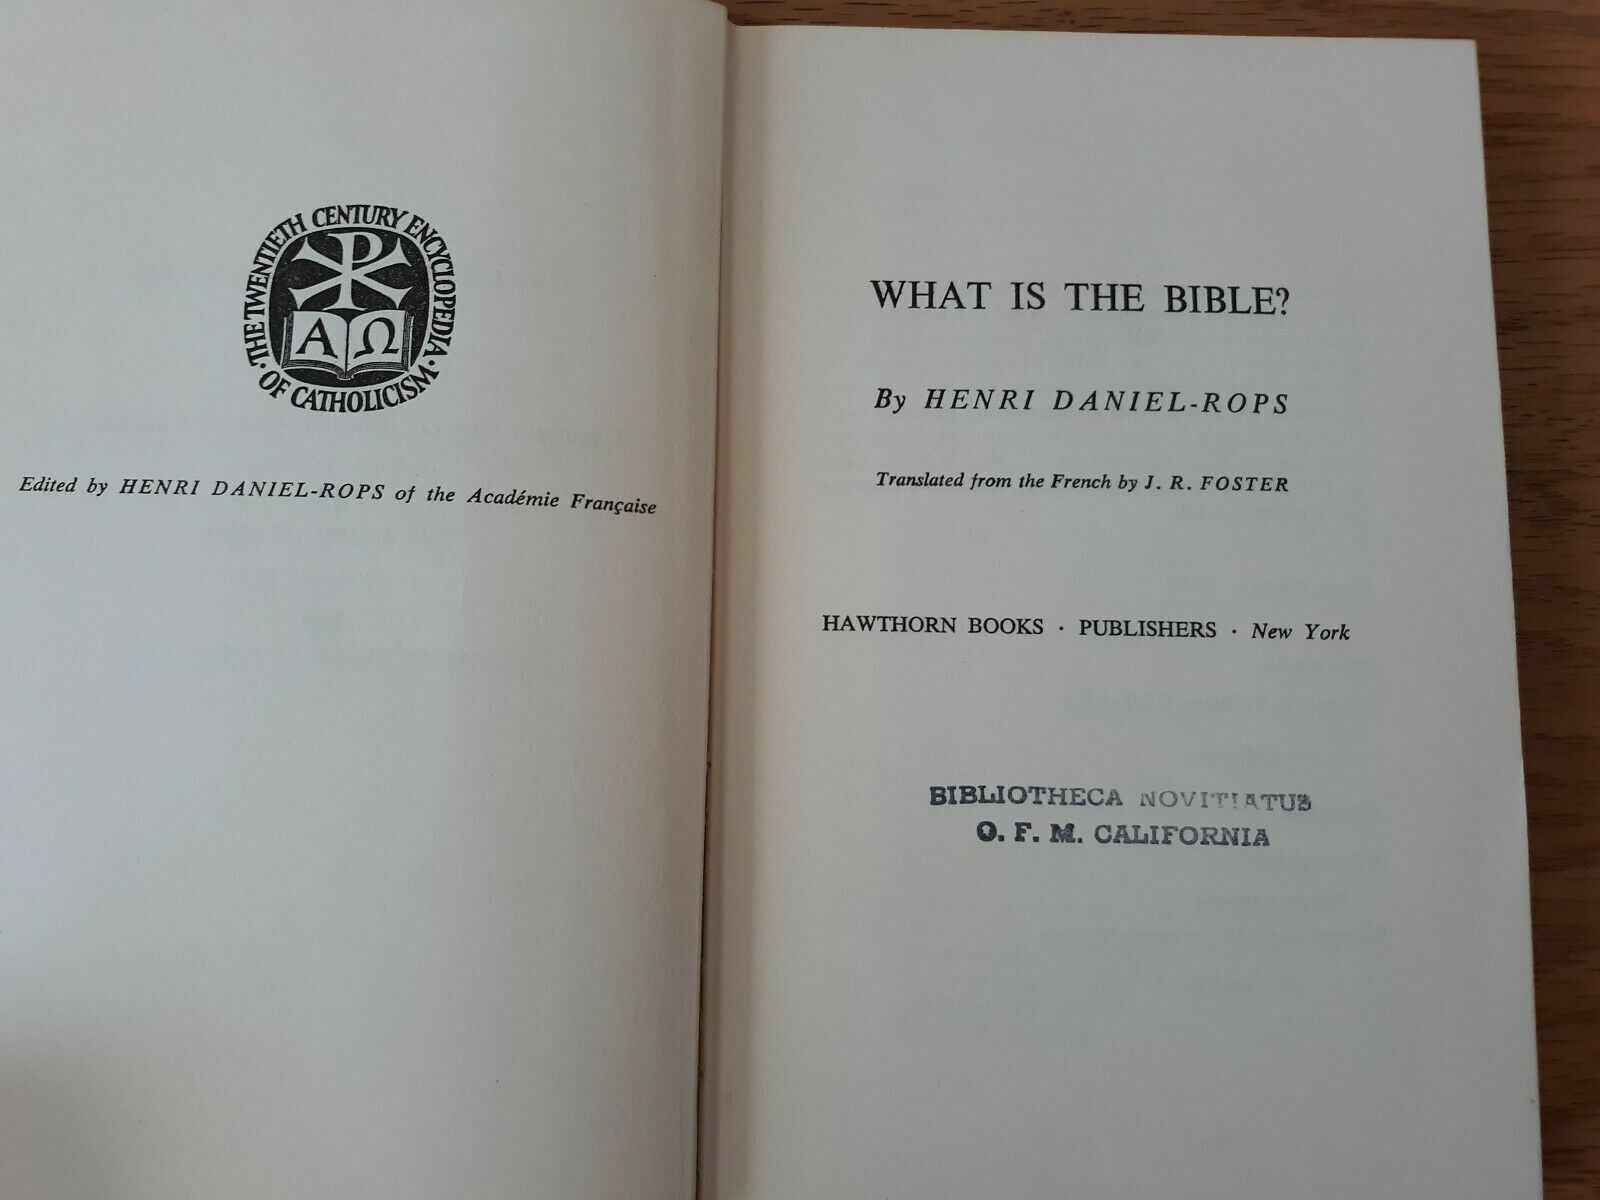 · THE TWENTIETH CENTURY ENCYCLOPEDIA ·
OF CATHOLICISM
A Ω
Edited by HENRI DANIEL-ROPS of the Académie Française
WHAT IS THE BIBLE?
By HENRI DANIEL-ROPS
Translated from the French by J. R. FOSTER
HAWTHORN BOOKS · PUBLISHERS · New York
BIBLIOTHECA NOVITIATUS
O. F. M. CALIFORNIA